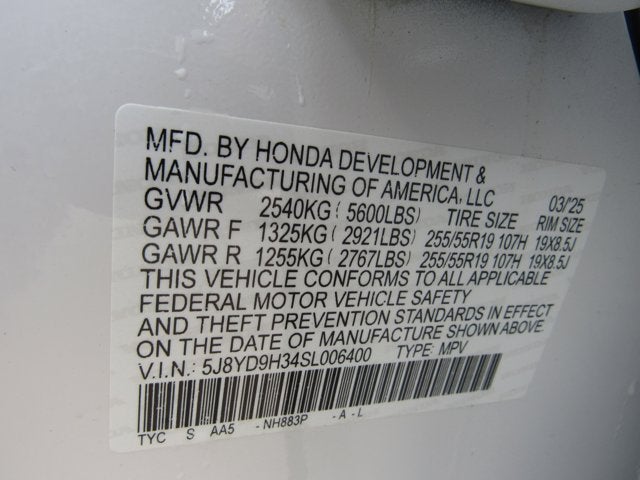 MFD. BY HONDA DEVELOPMENT &
MANUFACTURING OF AMERICA, LLC 03/'25
GVWR 2540KG ( 5600LBS) TIRE SIZE RIM SIZE
GAWR F 1325KG ( 2921LBS) 255/55R19 107H 19X8.5J
GAWR R 1255KG ( 2767LBS) 255/55R19 107H 19X8.5J
THIS VEHICLE CONFORMS TO ALL APPLICABLE
FEDERAL MOTOR VEHICLE SAFETY
AND THEFT PREVENTION STANDARDS IN EFFECT
ON THE DATE OF MANUFACTURE SHOWN ABOVE.
V.I.N.: 5J8YD9H34SL006400 TYPE: MPV
TYC S AA5 - NH883P - A - L